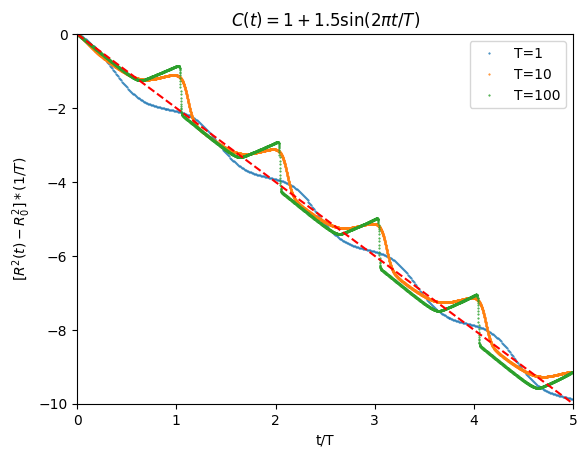 C(t) = 1 + 1.5sin(2πt/T)
[R²(t) − R₀²] * (1/T)
0
−2
−4
−6
−8
−10
T=1
T=10
T=100
0
1
2
3
4
5
t/T